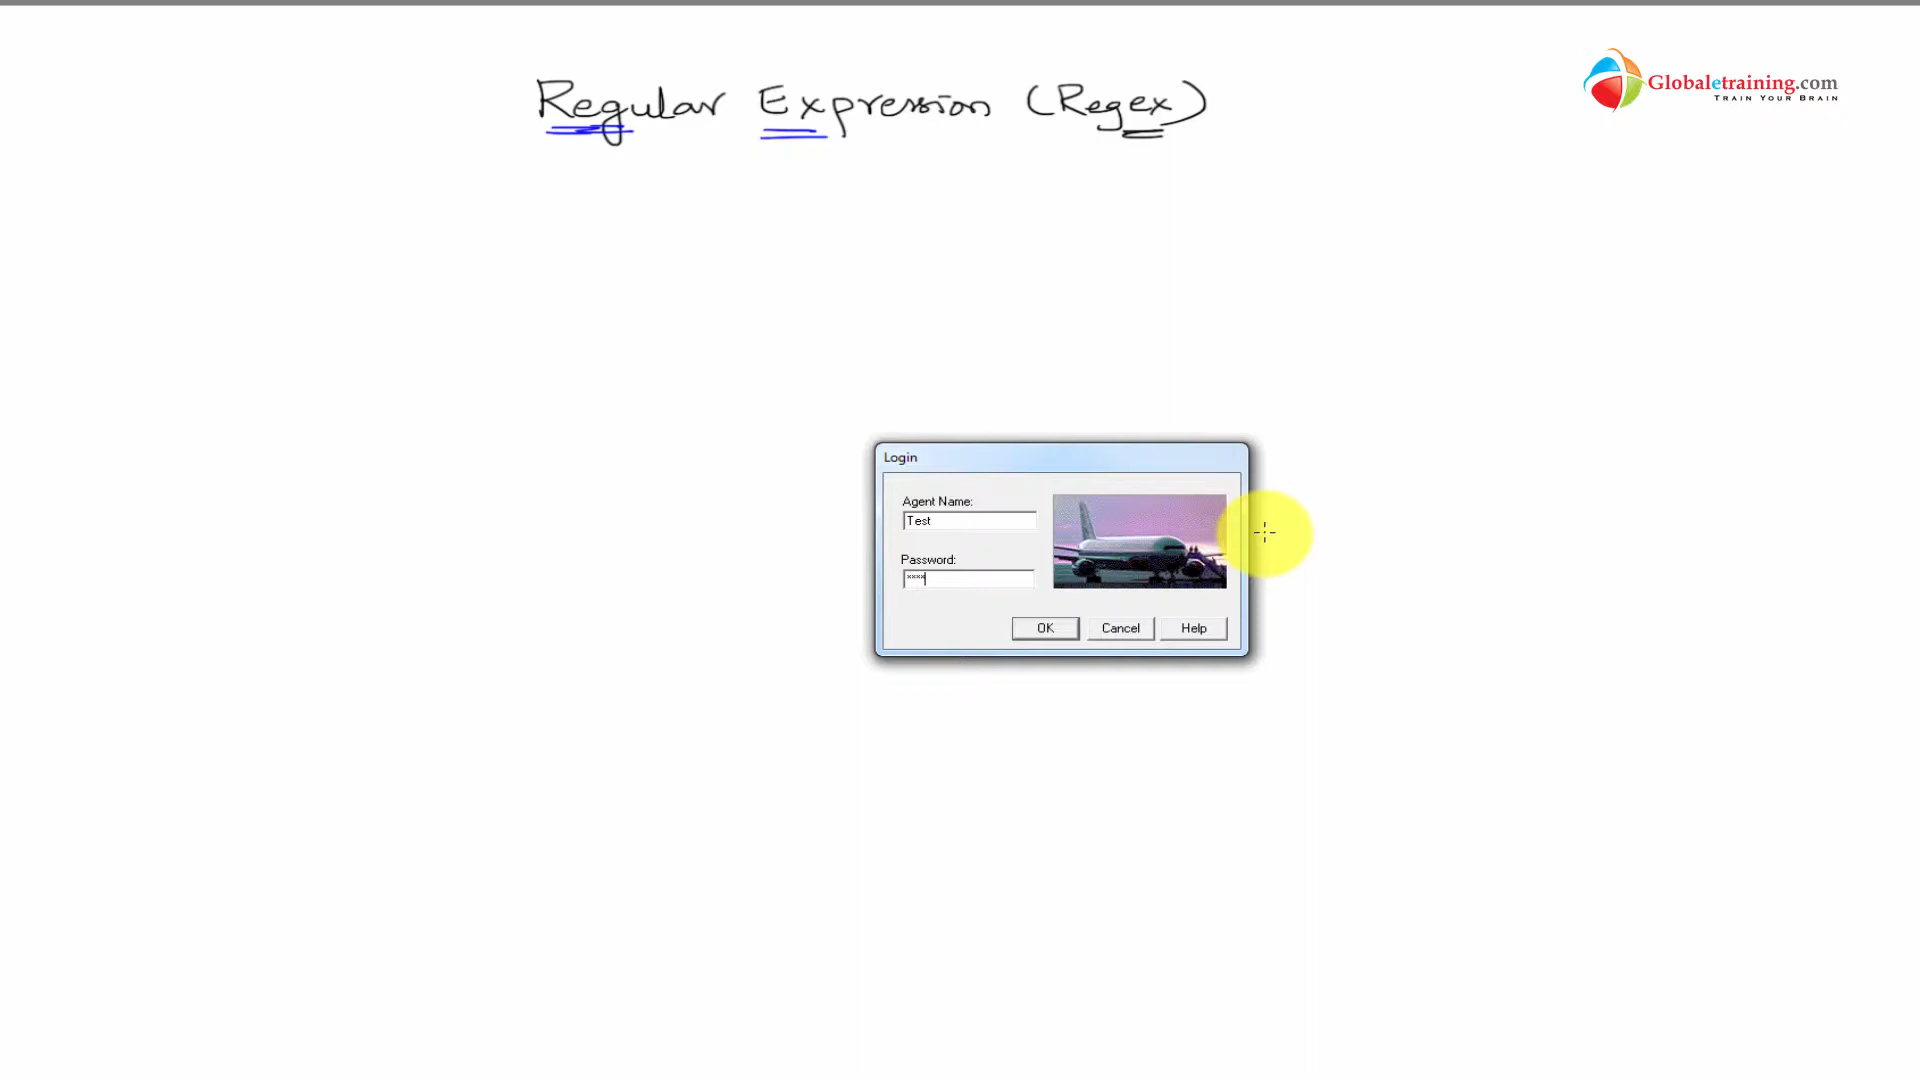 Regular Expression (Regex)
Globaletraining.com
TRAIN YOUR BRAIN
Login
Agent Name:
Test
Password:
****
OK Cancel Help